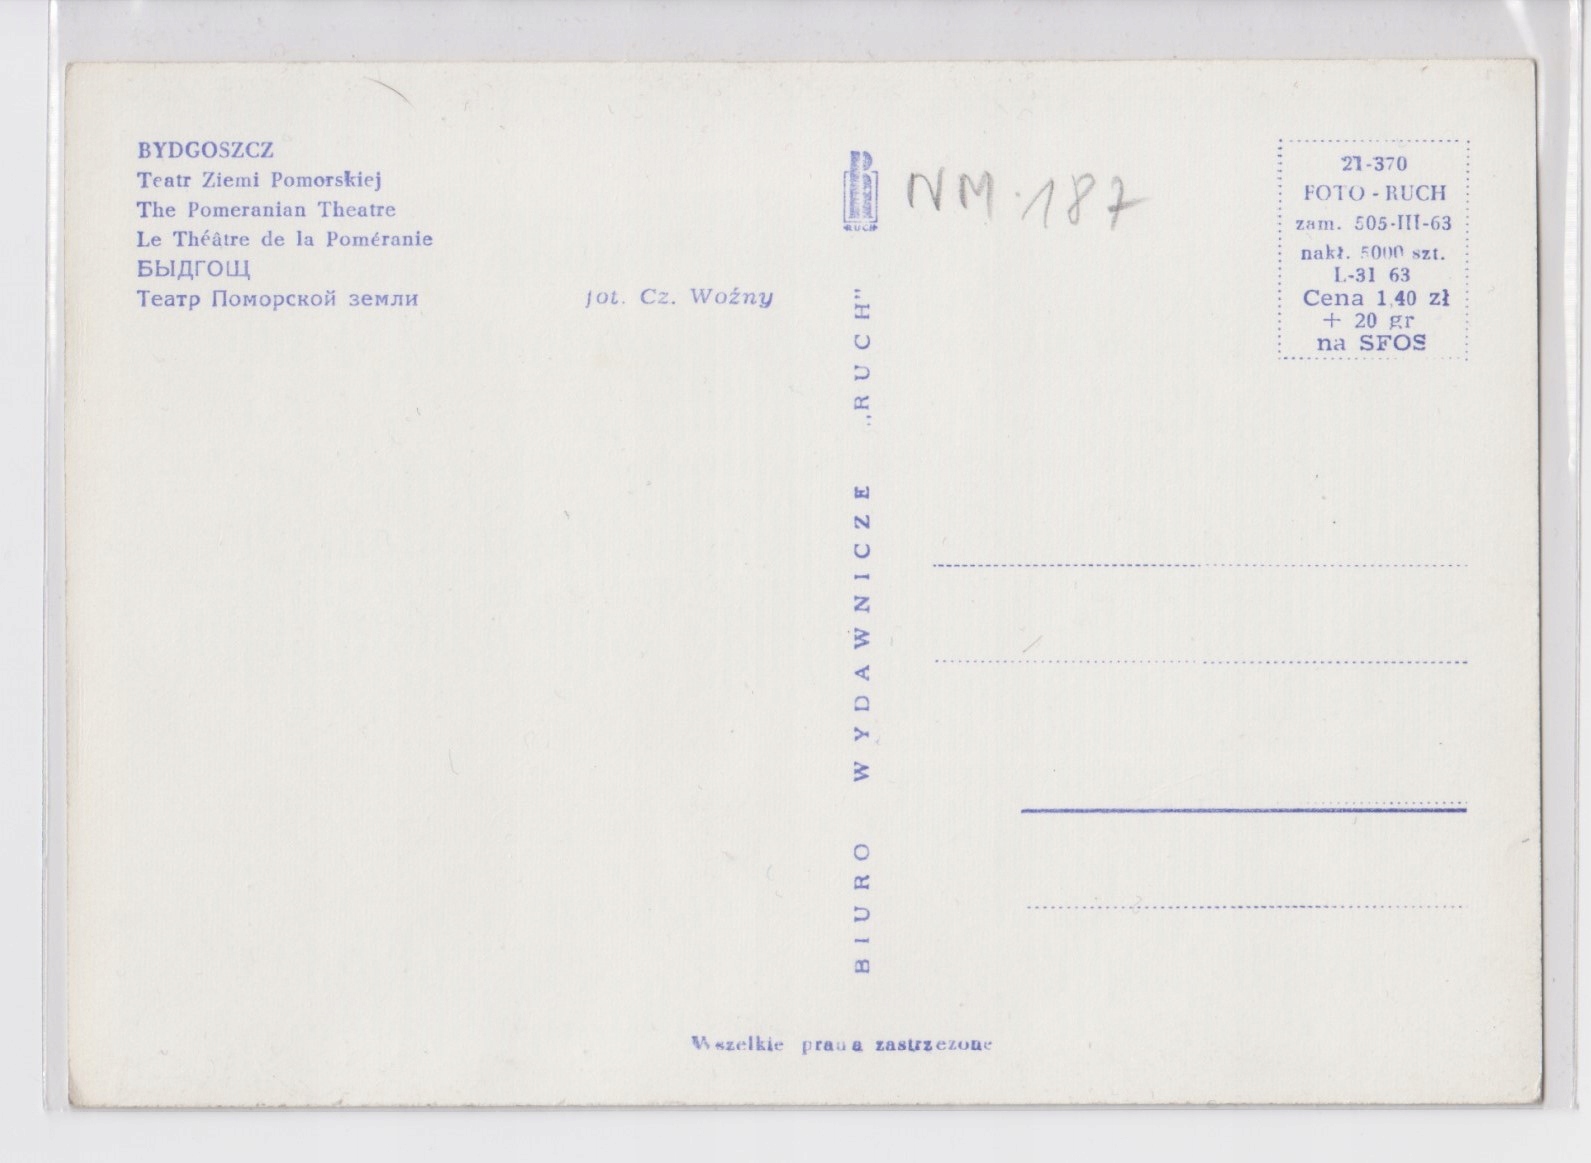 BYDGOSZCZ
Teatr Ziemi Pomorskiej
The Pomeranian Theatre
Le Théâtre de la Poméranie
БЫДГОЩ
Театр Поморской земли
fot. Cz. Woźny
RUCH
NM. 187
21-370
FOTO - RUCH
zam. 505-III-63
nakł. 5000 szt.
L-31 63
Cena 1,40 zł
+ 20 gr
na SFOS
BIURO WYDAWNICZE „RUCH"
Wszelkie prawa zastrzeżone